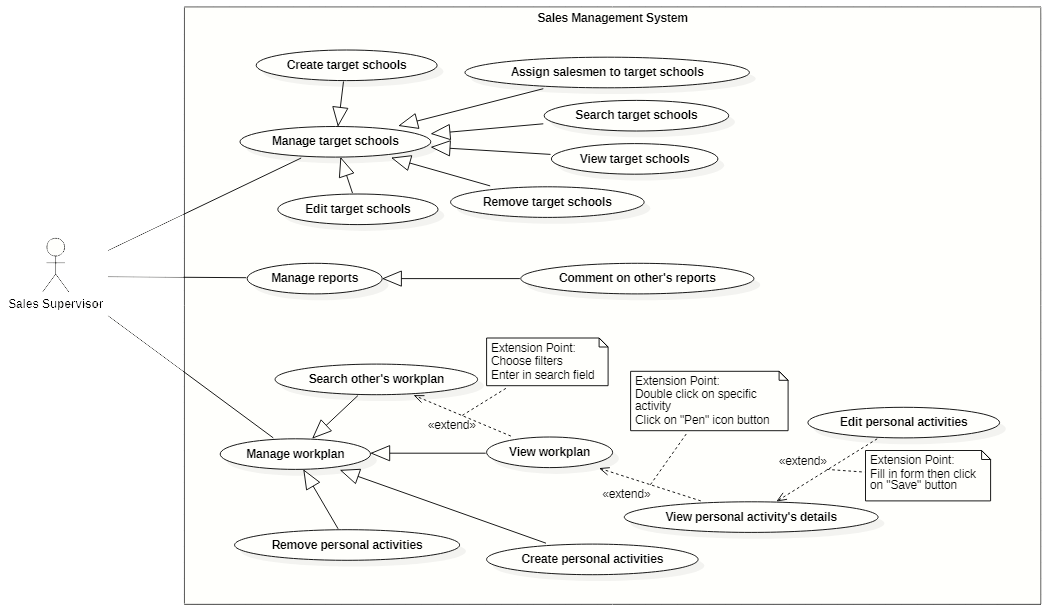 Sales Management System
Create target schools
Assign salesmen to target schools
Search target schools
Manage target schools
View target schools
Remove target schools
Edit target schools
Sales Supervisor
Manage reports
Comment on other's reports
Extension Point:
Choose filters
Enter in search field
Search other's workplan
Extension Point:
Double click on specific
activity
Click on "Pen" icon button
«extend»
Edit personal activities
Manage workplan
View workplan
«extend»
Extension Point:
Fill in form then click
on "Save" button
«extend»
View personal activity's details
Remove personal activities
Create personal activities